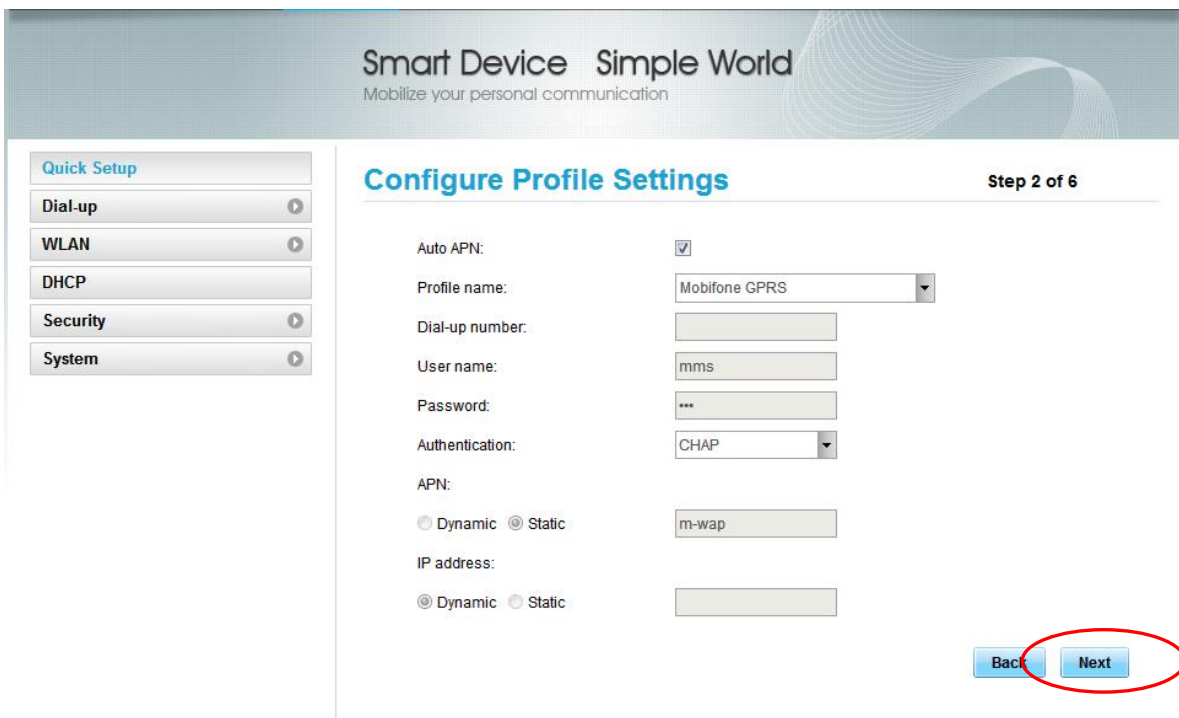 Smart Device Simple World
Mobilize your personal communication
Quick Setup
Dial-up
WLAN
DHCP
Security
System
Configure Profile Settings
Step 2 of 6
Auto APN:
Profile name: Mobifone GPRS
Dial-up number:
User name: mms
Password: •••
Authentication: CHAP
APN:
Dynamic Static m-wap
IP address:
Dynamic Static
Back Next